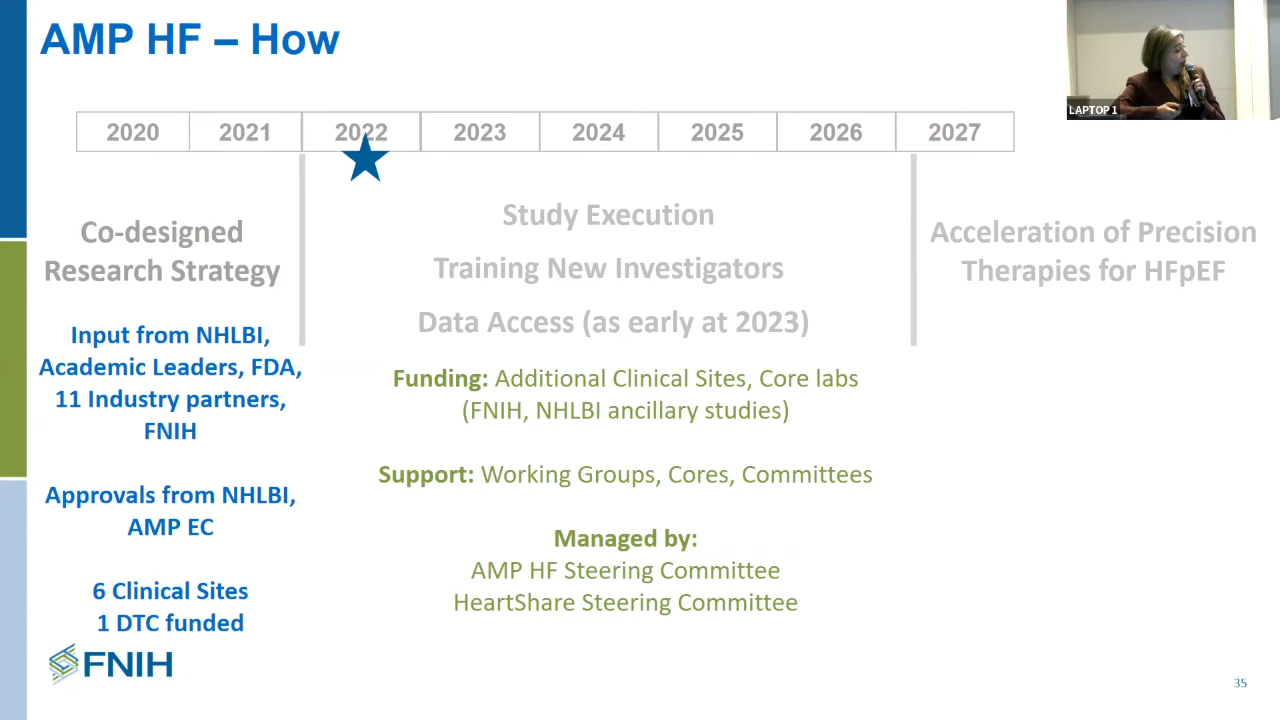 AMP HF – How
LAPTOP 1
2020 2021 2022 2023 2024 2025 2026 2027
Co-designed
Research Strategy
Input from NHLBI,
Academic Leaders, FDA,
11 Industry partners,
FNIH
Approvals from NHLBI,
AMP EC
6 Clinical Sites
1 DTC funded
Study Execution
Training New Investigators
Data Access (as early at 2023)
Funding: Additional Clinical Sites, Core labs
(FNIH, NHLBI ancillary studies)
Support: Working Groups, Cores, Committees
Managed by:
AMP HF Steering Committee
HeartShare Steering Committee
Acceleration of Precision
Therapies for HFpEF
FNIH
35